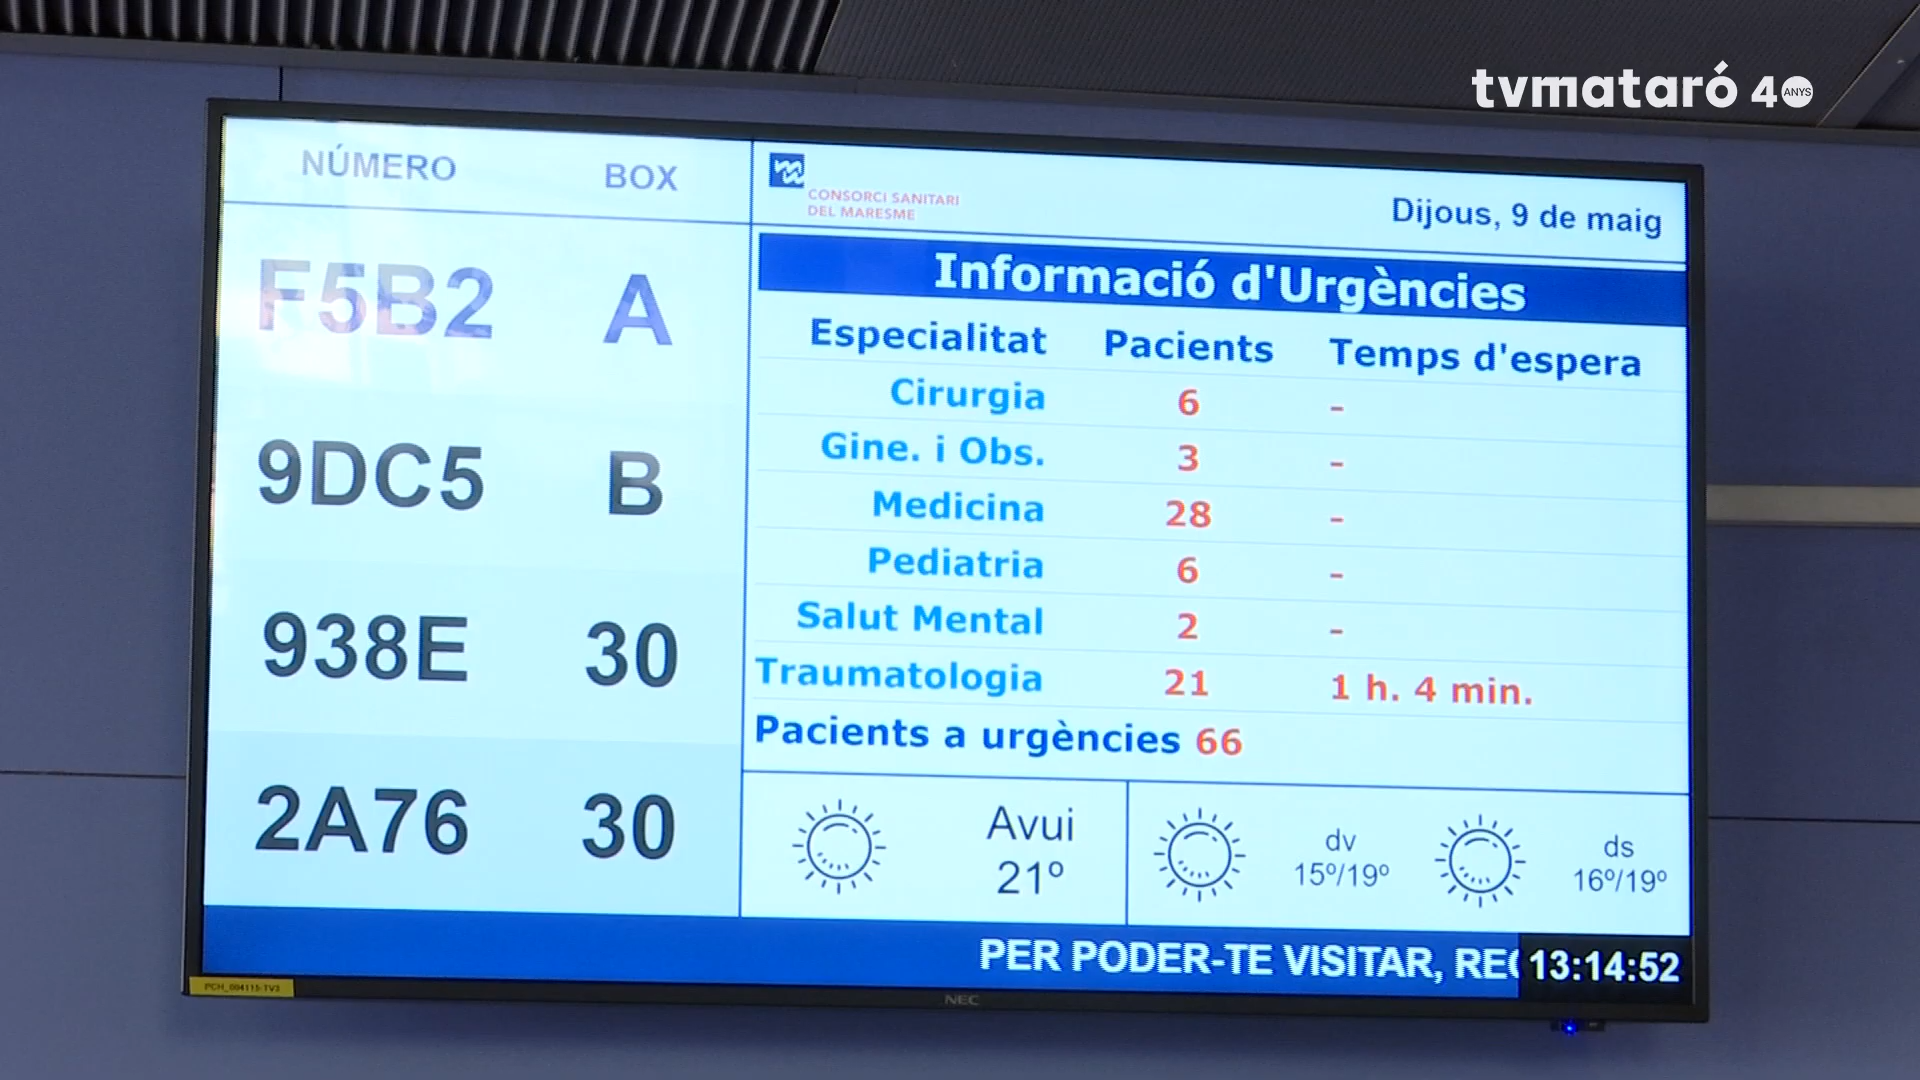 tvmataró 40 ANYS
NÚMERO BOX
F5B2 A
9DC5 B
938E 30
2A76 30
CONSORCI SANITARI
DEL MARESME
Dijous, 9 de maig
Informació d'Urgències
Especialitat Pacients Temps d'espera
Cirurgia 6 -
Gine. i Obs. 3 -
Medicina 28 -
Pediatria 6 -
Salut Mental 2 -
Traumatologia 21 1 h. 4 min.
Pacients a urgències 66
Avui
21º
dv
15º/19º
ds
16º/19º
PER PODER-TE VISITAR, REC 13:14:52
PCH_004115-TV3
NEC